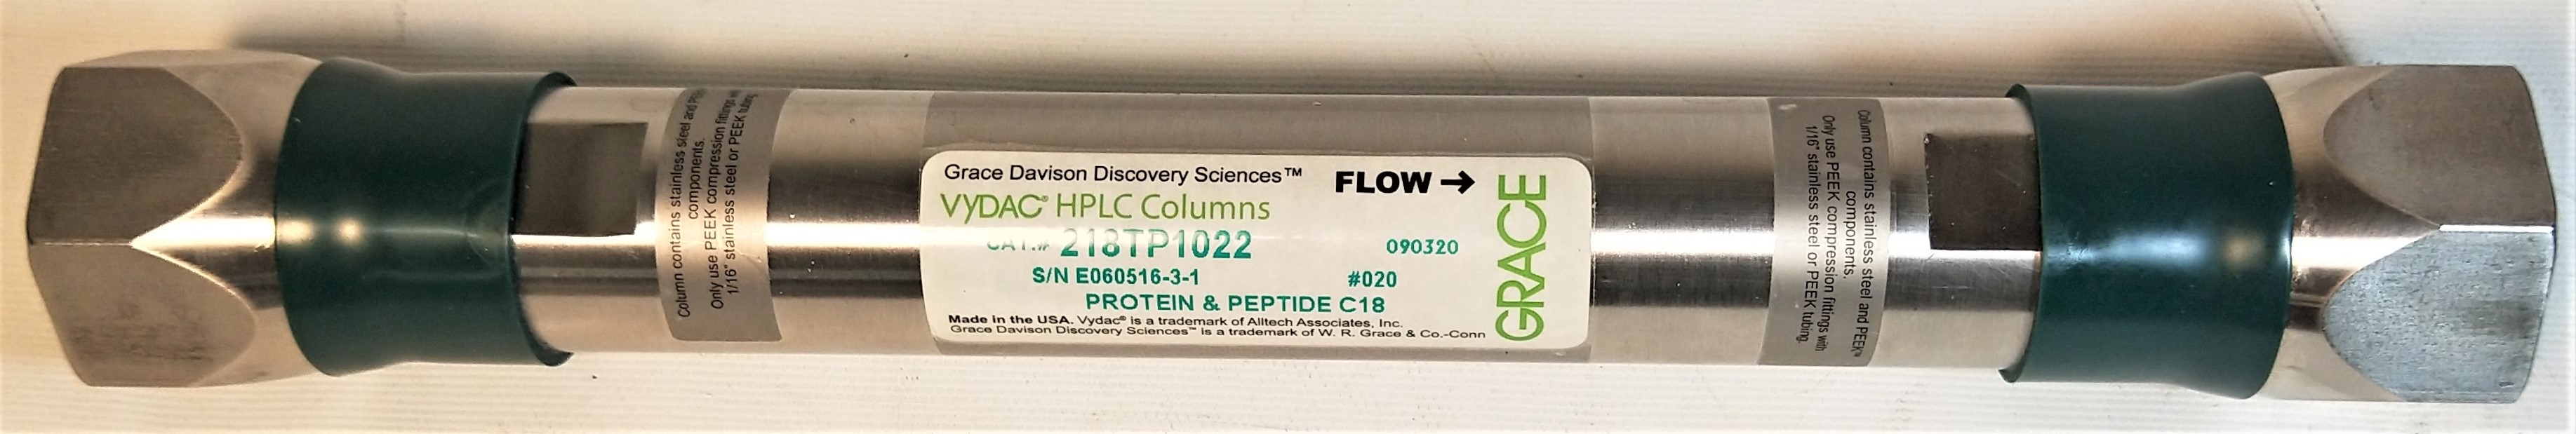 Column contains stainless steel and
components.
Only use PEEK compression fittings
1/16" stainless steel or PEEK tubing
Grace Davison Discovery Sciences™
FLOW →
VYDAC® HPLC Columns
CAT.# 218TP1022
090320
S/N E060516-3-1
#020
PROTEIN & PEPTIDE C18
Made in the USA. Vydac® is a trademark of Alltech Associates, Inc.
Grace Davison Discovery Sciences™ is a trademark of W. R. Grace & Co.-Conn
GRACE
Column contains stainless steel and PEEK™
components.
Only use PEEK compression fittings with
1/16" stainless steel or PEEK tubing.